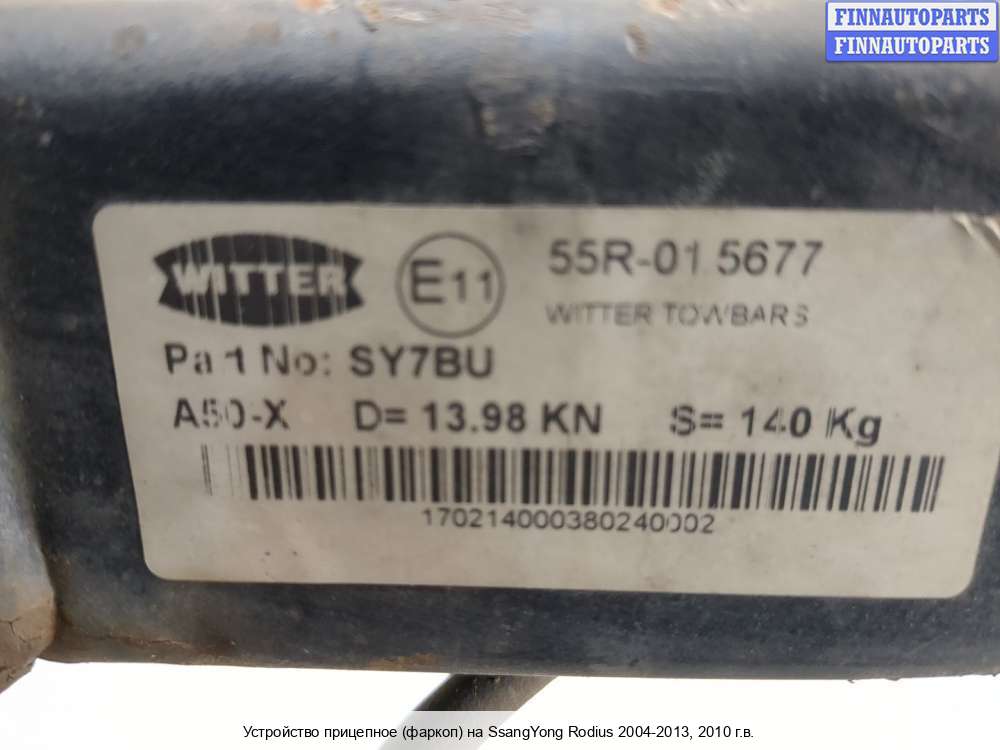 FINNAUTOPARTS
FINNAUTOPARTS
WITTER E11 55R-01 5677
WITTER TOWBARS
Part No: SY7BU
A50-X D= 13.98 KN S= 140 Kg
170214000380240002
Устройство прицепное (фаркоп) на SsangYong Rodius 2004-2013, 2010 г.в.